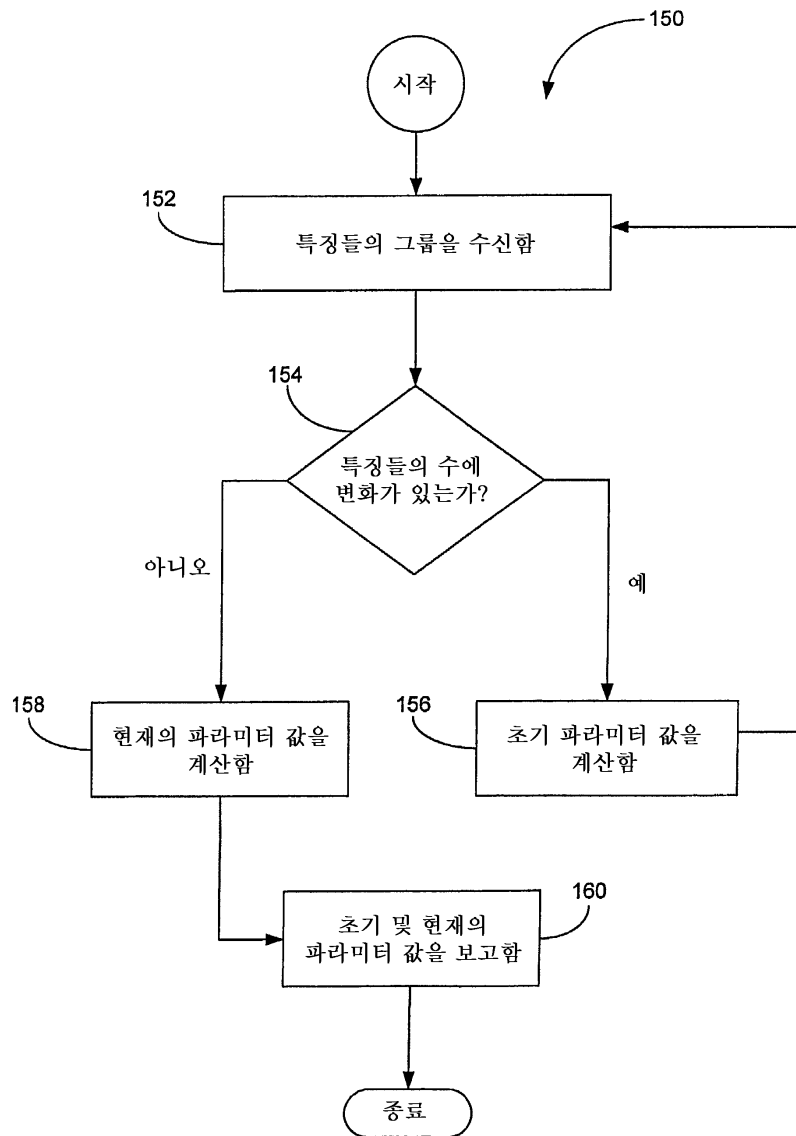 150
시작
152
특징들의 그룹을 수신함
154
특징들의 수에
변화가 있는가?
아니오
예
158
현재의 파라미터 값을
계산함
156
초기 파라미터 값을
계산함
160
초기 및 현재의
파라미터 값을 보고함
종료